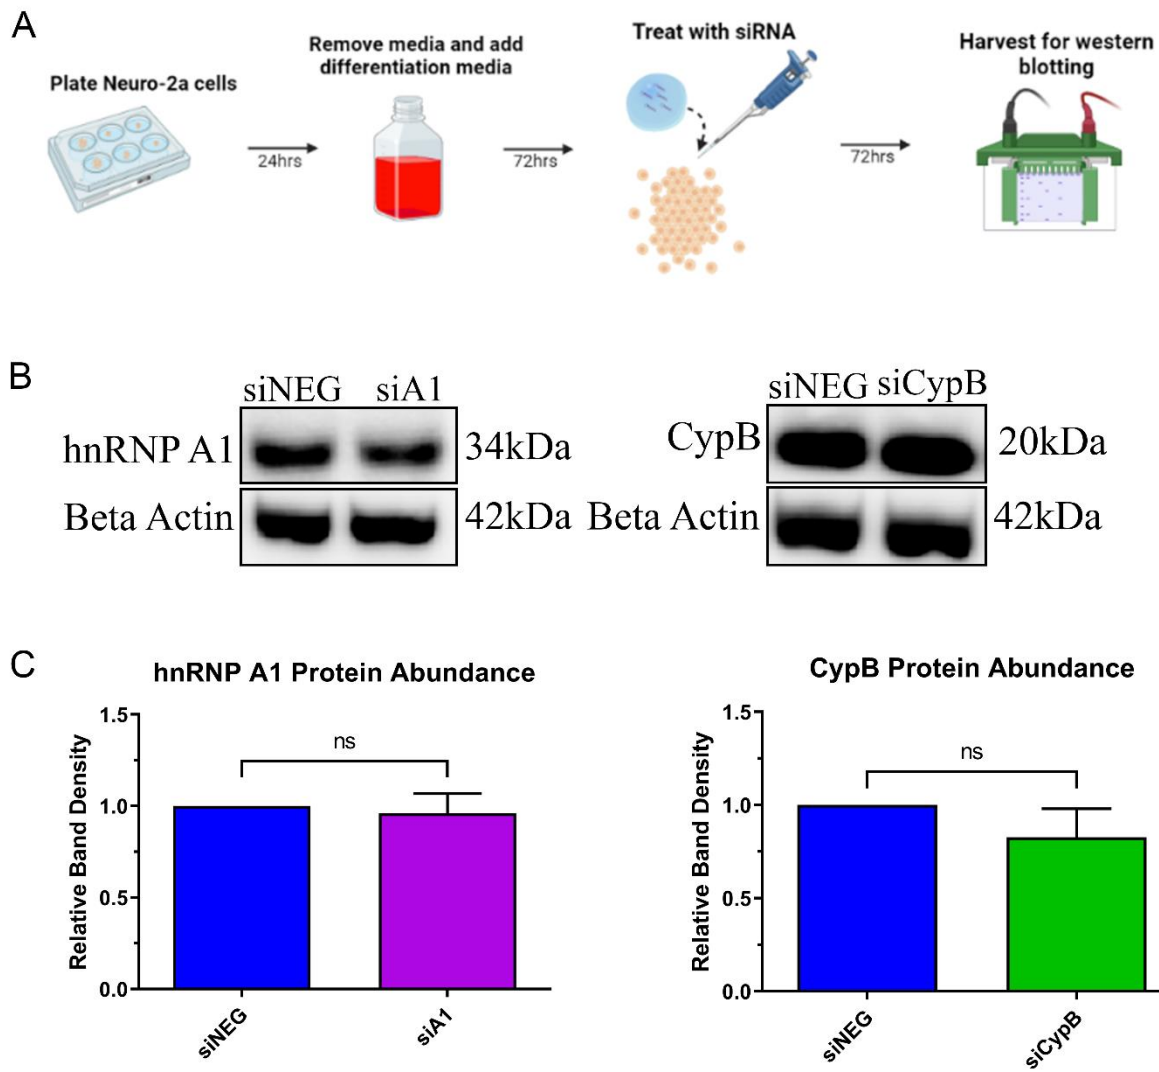 A
Plate Neuro-2a cells
24hrs
Remove media and add
differentiation media
72hrs
Treat with siRNA
72hrs
Harvest for western
blotting
B
siNEG siA1
hnRNP A1 34kDa
Beta Actin 42kDa
siNEG siCypB
CypB 20kDa
Beta Actin 42kDa
C
hnRNP A1 Protein Abundance
Relative Band Density
1.5
1.0
0.5
0.0
ns
siNEG
siA1
CypB Protein Abundance
Relative Band Density
1.5
1.0
0.5
0.0
ns
siNEG
siCypB